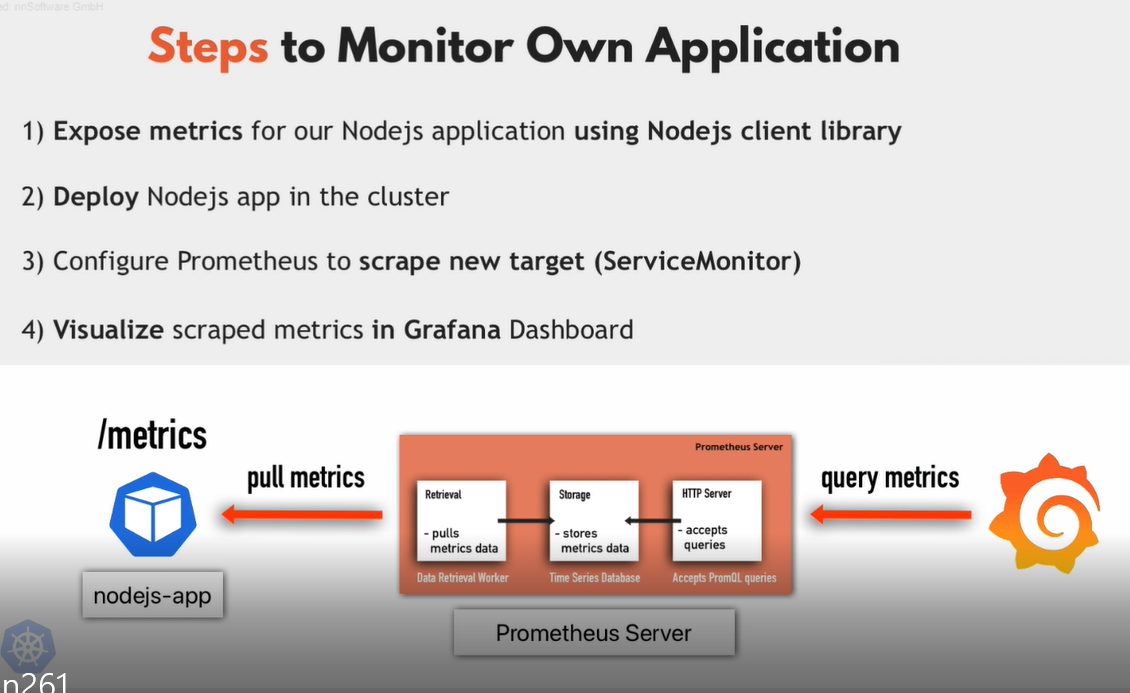 ed: nnSoftware GmbH
Steps to Monitor Own Application
1) Expose metrics for our Nodejs application using Nodejs client library
2) Deploy Nodejs app in the cluster
3) Configure Prometheus to scrape new target (ServiceMonitor)
4) Visualize scraped metrics in Grafana Dashboard
/metrics
pull metrics
nodejs-app
Prometheus Server
Retrieval
- pulls
metrics data
Data Retrieval Worker
Storage
- stores
metrics data
Time Series Database
HTTP Server
- accepts
queries
Accepts PromQL queries
Prometheus Server
query metrics
n261